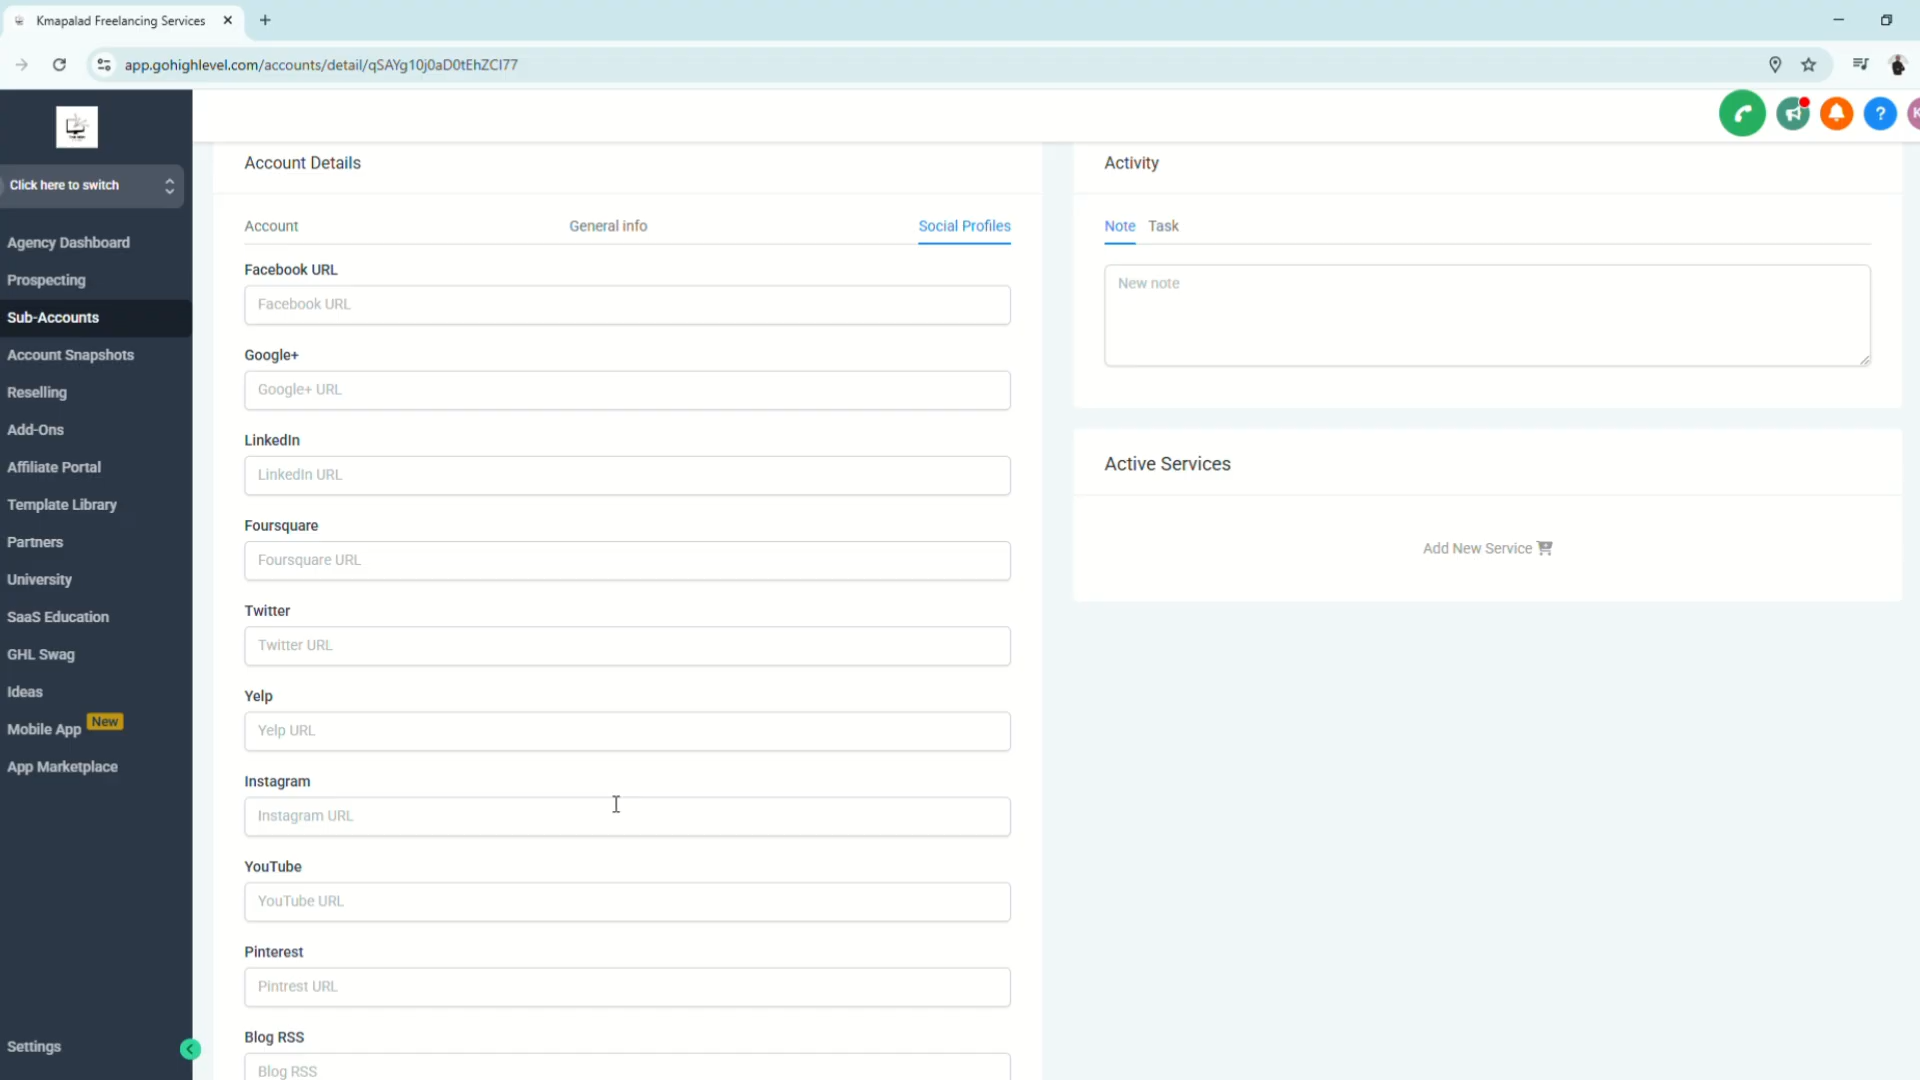 Kmapalad Freelancing Services
app.gohighlevel.com/accounts/detail/qSAYg10j0aD0tEhZCI77
Click here to switch
Agency Dashboard
Prospecting
Sub-Accounts
Account Snapshots
Reselling
Add-Ons
Affiliate Portal
Template Library
Partners
University
SaaS Education
GHL Swag
Ideas
Mobile App New
App Marketplace
Settings
Account Details
Account General info Social Profiles
Facebook URL
Facebook URL
Google+
Google+ URL
LinkedIn
LinkedIn URL
Foursquare
Foursquare URL
Twitter
Twitter URL
Yelp
Yelp URL
Instagram
Instagram URL
YouTube
YouTube URL
Pinterest
Pintrest URL
Blog RSS
Blog RSS
Activity
Note Task
New note
Active Services
Add New Service
?
K